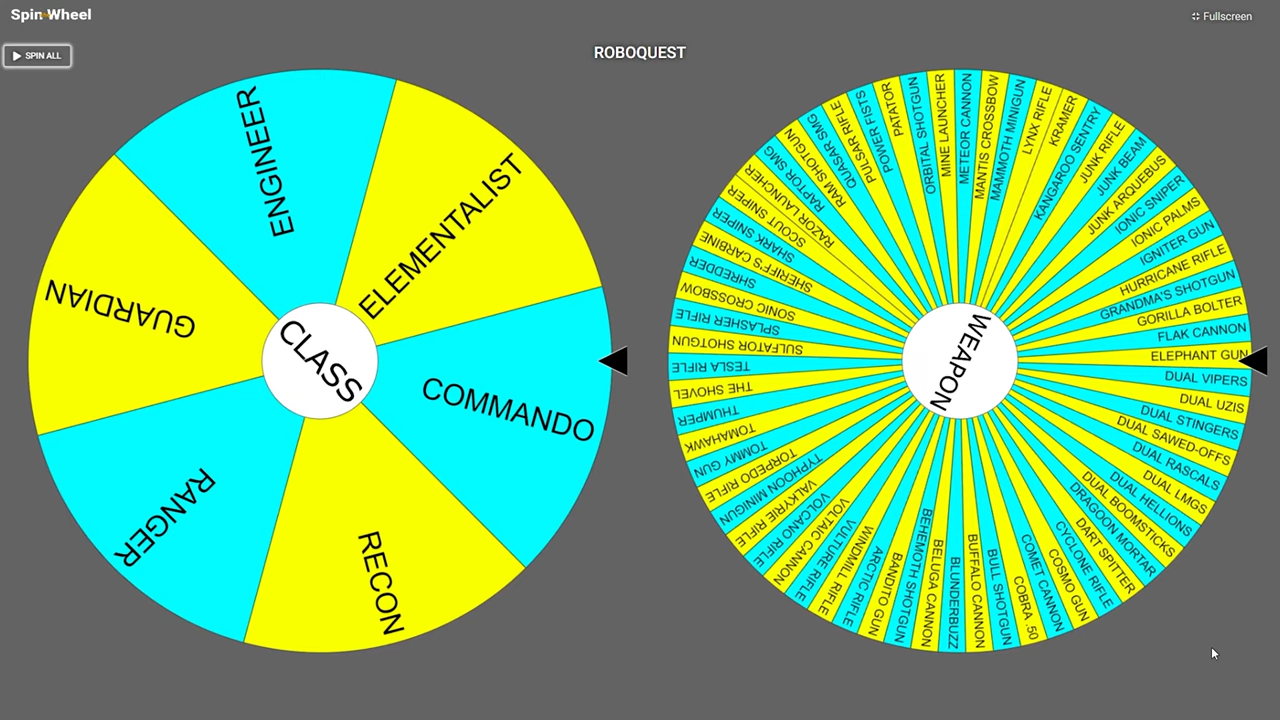 Spin Wheel
Fullscreen
SPIN ALL
ROBOQUEST
ENGINEER
ELEMENTALIST
COMMANDO
RECON
RANGER
GUARDIAN
CLASS
METEOR CANNON
MANTIS CROSSBOW
MAMMOTH MINIGUN
LYNX RIFLE
KRAMER
KANGAROO SENTRY
JUNK RIFLE
JUNK BEAM
JUNK ARQUEBUS
IONIC SNIPER
IONIC PALMS
IGNITER GUN
HURRICANE RIFLE
GRANDMA'S SHOTGUN
GORILLA BOLTER
FLAK CANNON
ELEPHANT GUN
DUAL VIPERS
DUAL UZIS
DUAL STINGERS
DUAL SAWED-OFFS
DUAL RASCALS
DUAL LMGS
DUAL HELLIONS
DUAL BOOMSTICKS
DRAGOON MORTAR
DART SPITTER
CYCLONE RIFLE
COSMO GUN
COMET CANNON
COBRA .50
BULL SHOTGUN
BUFFALO CANNON
BLUNDERBUZZ
BELUGA CANNON
BEHEMOTH SHOTGUN
BANDITO GUN
ARCTIC RIFLE
WINDMILL RIFLE
VULTURE RIFLE
VOLTAIC CANNON
VOLCANO RIFLE
VALKYRIE RIFLE
TYPHOON MINIGUN
TORPEDO RIFLE
TOMMY GUN
TOMAHAWK
THUMPER
THE SHOVEL
TESLA RIFLE
SULFATOR SHOTGUN
SPLASHER RIFLE
SONIC CROSSBOW
SHREDDER
SHERIFF'S CARBINE
SHARK SNIPER
SCOUT SNIPER
RAZOR LAUNCHER
RAPTOR SMG
RAM SHOTGUN
QUASAR SMG
PULSAR RIFLE
POWER FISTS
PATATOR
ORBITAL SHOTGUN
MINE LAUNCHER
WEAPON